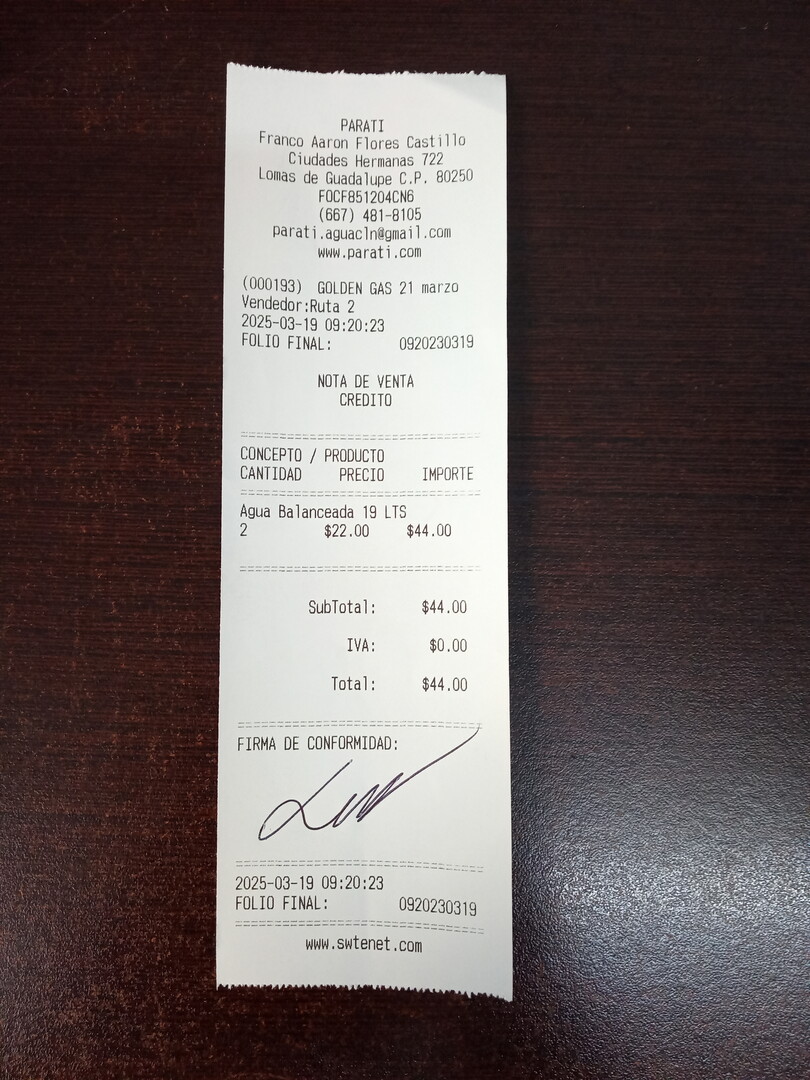 PARATI
Franco Aaron Flores Castillo
Ciudades Hermanas 722
Lomas de Guadalupe C.P. 80250
FOCF851204CN6
(667) 481-8105
parati.aguacln@gmail.com
www.parati.com
(000193) GOLDEN GAS 21 marzo
Vendedor:Ruta 2
2025-03-19 09:20:23
FOLIO FINAL: 0920230319
NOTA DE VENTA
CREDITO
CONCEPTO / PRODUCTO
CANTIDAD PRECIO IMPORTE
Agua Balanceada 19 LTS
2 $22.00 $44.00
SubTotal: $44.00
IVA: $0.00
Total: $44.00
FIRMA DE CONFORMIDAD:
2025-03-19 09:20:23
FOLIO FINAL: 0920230319
www.swtenet.com